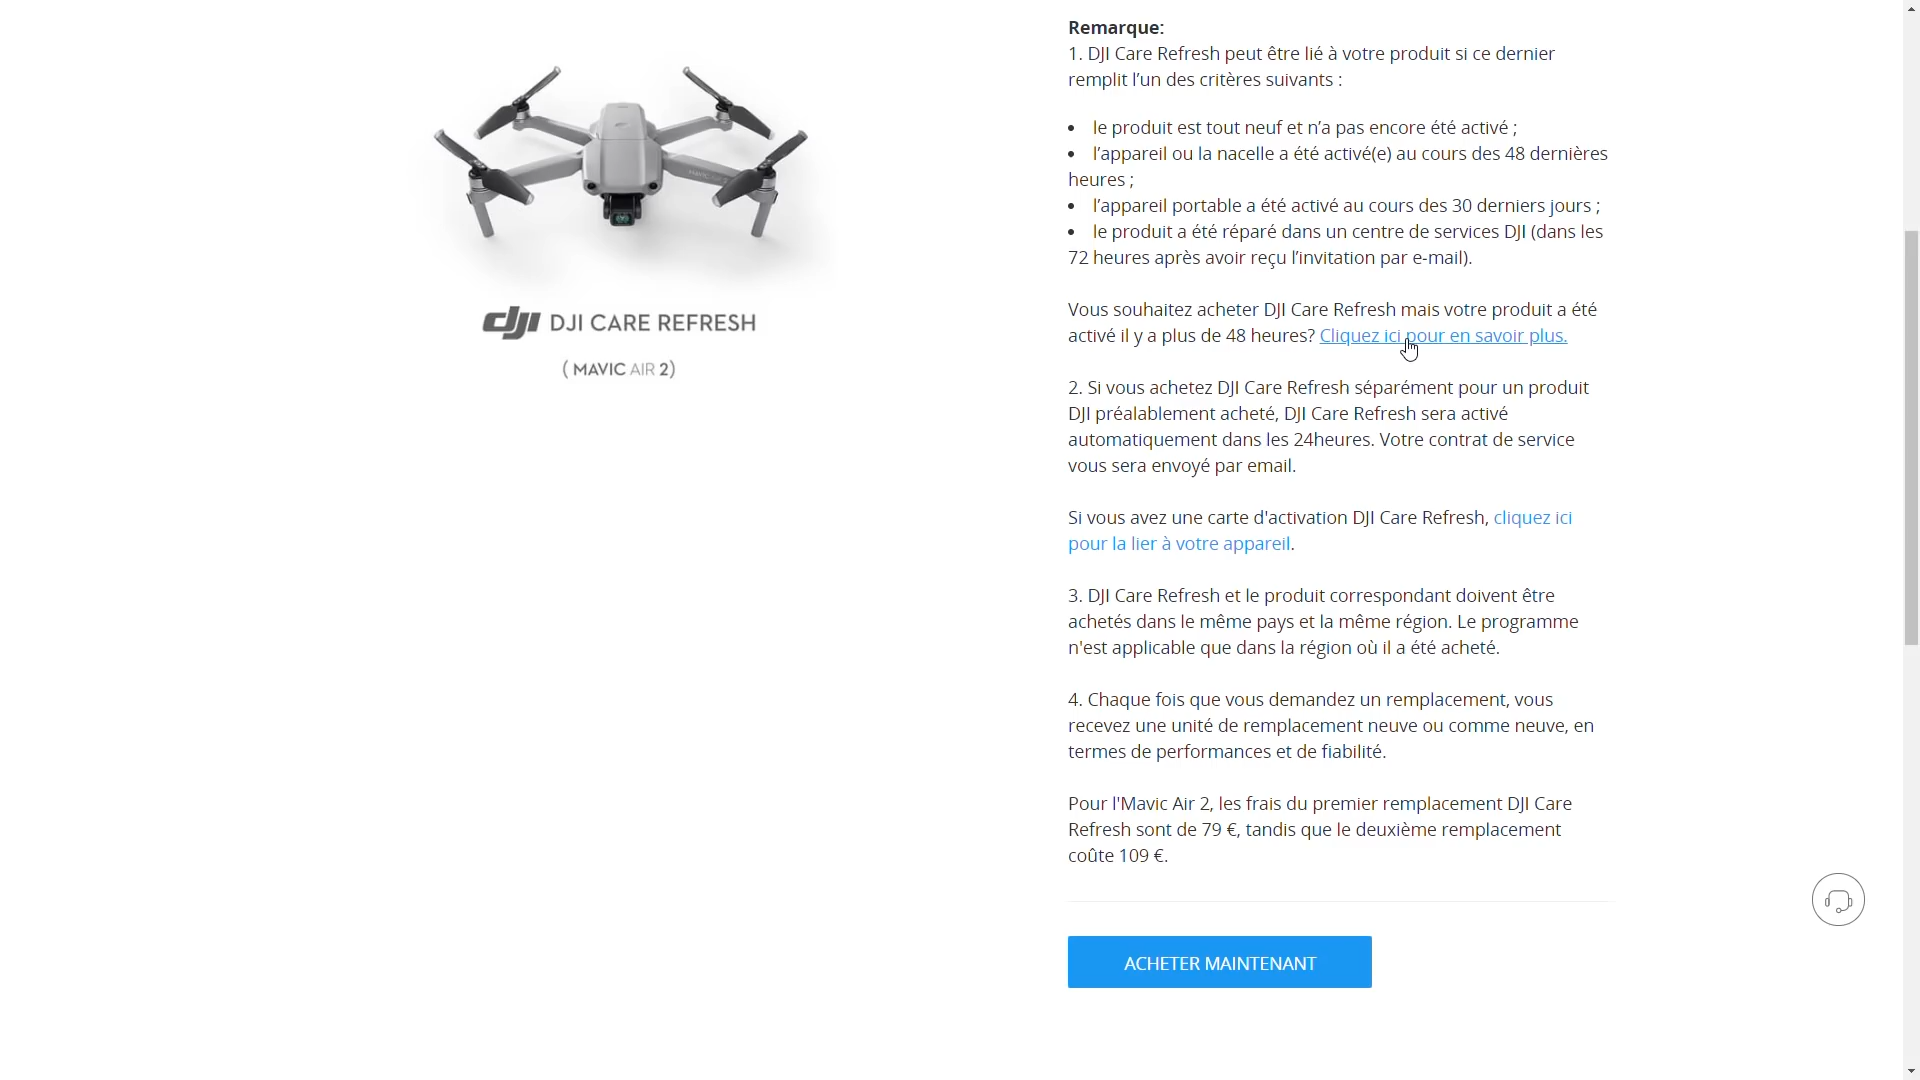 dji DJI CARE REFRESH
( MAVIC AIR 2)
Remarque:
1. DJI Care Refresh peut être lié à votre produit si ce dernier
remplit l’un des critères suivants :
• le produit est tout neuf et n’a pas encore été activé ;
• l’appareil ou la nacelle a été activé(e) au cours des 48 dernières
heures ;
• l’appareil portable a été activé au cours des 30 derniers jours ;
• le produit a été réparé dans un centre de services DJI (dans les
72 heures après avoir reçu l’invitation par e-mail).
Vous souhaitez acheter DJI Care Refresh mais votre produit a été
activé il y a plus de 48 heures? Cliquez ici pour en savoir plus.
2. Si vous achetez DJI Care Refresh séparément pour un produit
DJI préalablement acheté, DJI Care Refresh sera activé
automatiquement dans les 24heures. Votre contrat de service
vous sera envoyé par email.
Si vous avez une carte d'activation DJI Care Refresh, cliquez ici
pour la lier à votre appareil.
3. DJI Care Refresh et le produit correspondant doivent être
achetés dans le même pays et la même région. Le programme
n'est applicable que dans la région où il a été acheté.
4. Chaque fois que vous demandez un remplacement, vous
recevez une unité de remplacement neuve ou comme neuve, en
termes de performances et de fiabilité.
Pour l'Mavic Air 2, les frais du premier remplacement DJI Care
Refresh sont de 79 €, tandis que le deuxième remplacement
coûte 109 €.
ACHETER MAINTENANT